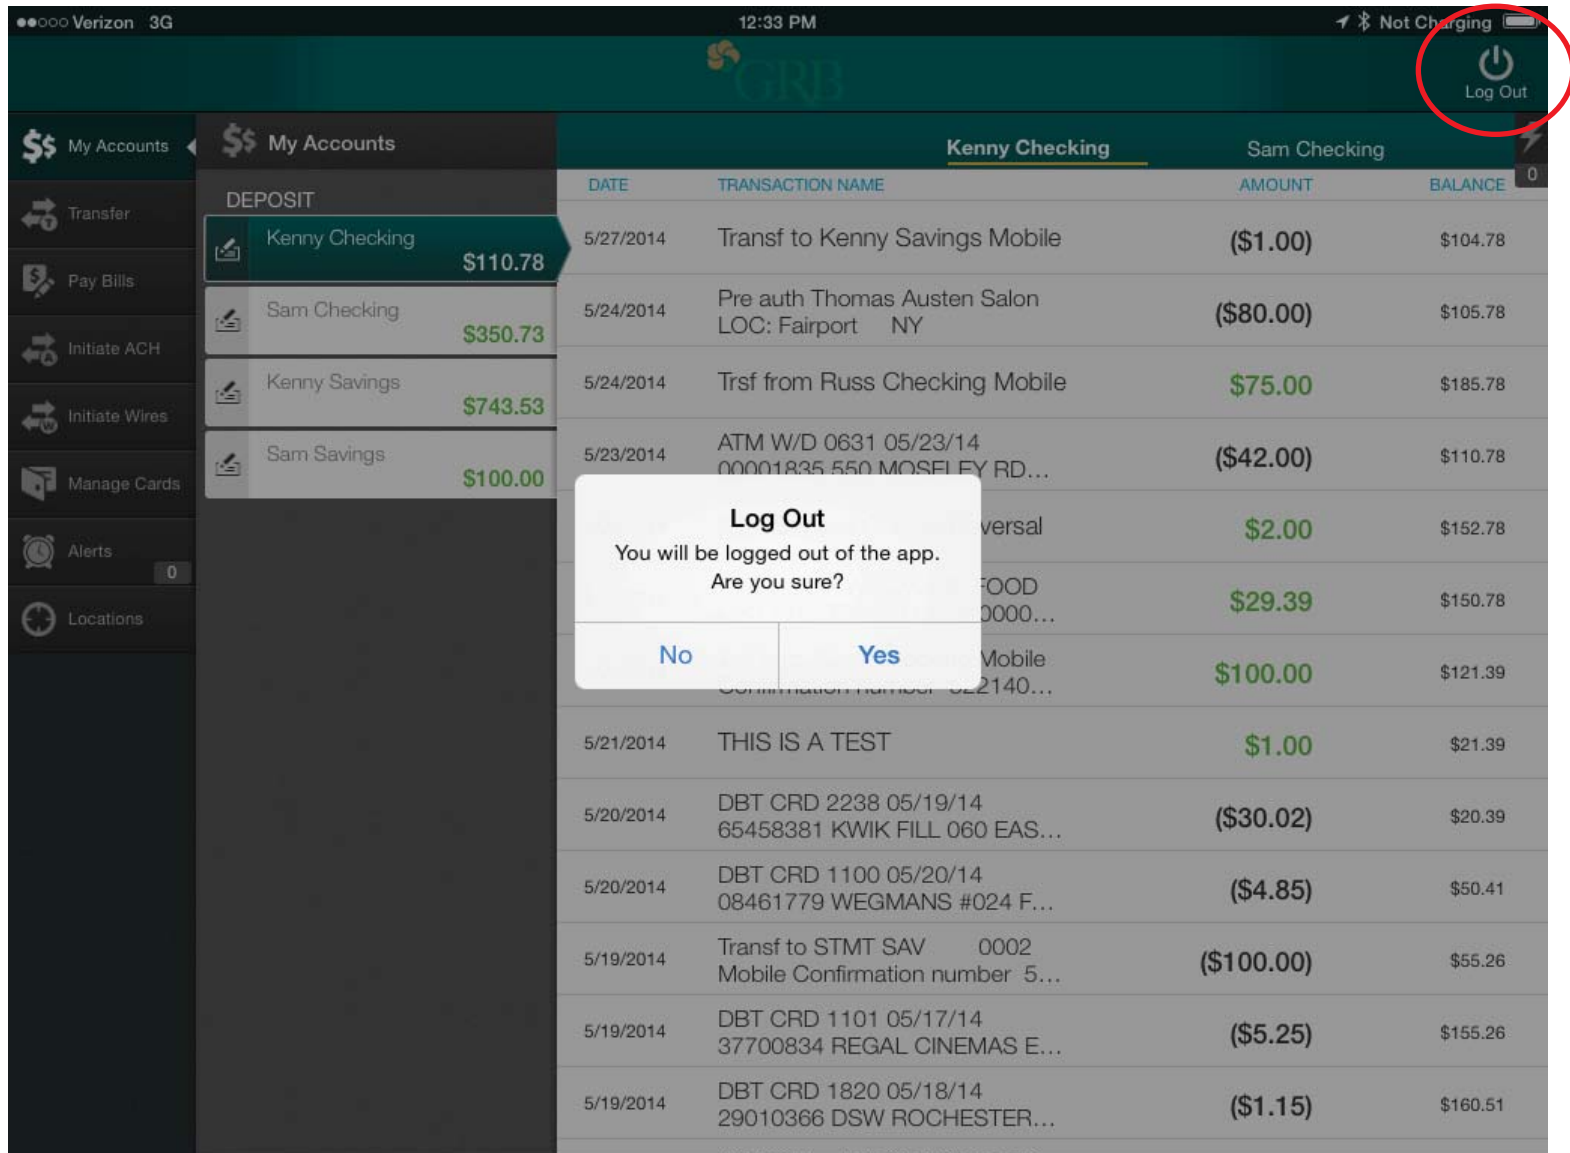 Verizon 3G
12:33 PM
Not Charging
GRB
Log Out
My Accounts
Transfer
Pay Bills
Initiate ACH
Initiate Wires
Manage Cards
Alerts
0
Locations
My Accounts
DEPOSIT
Kenny Checking
$110.78
Sam Checking
$350.73
Kenny Savings
$743.53
Sam Savings
$100.00
Kenny Checking Sam Checking
0
DATE TRANSACTION NAME AMOUNT BALANCE
5/27/2014 Transf to Kenny Savings Mobile ($1.00) $104.78
5/24/2014 Pre auth Thomas Austen Salon ($80.00) $105.78
LOC: Fairport NY
5/24/2014 Trsf from Russ Checking Mobile $75.00 $185.78
5/23/2014 ATM W/D 0631 05/23/14 ($42.00) $110.78
00001835 550 MOSELEY RD...
versal $2.00 $152.78
FOOD $29.39 $150.78
0000...
Mobile $100.00 $121.39
Confirmation number 522140...
Log Out
You will be logged out of the app.
Are you sure?
No Yes
5/21/2014 THIS IS A TEST $1.00 $21.39
5/20/2014 DBT CRD 2238 05/19/14 ($30.02) $20.39
65458381 KWIK FILL 060 EAS...
5/20/2014 DBT CRD 1100 05/20/14 ($4.85) $50.41
08461779 WEGMANS #024 F...
5/19/2014 Transf to STMT SAV 0002 ($100.00) $55.26
Mobile Confirmation number 5...
5/19/2014 DBT CRD 1101 05/17/14 ($5.25) $155.26
37700834 REGAL CINEMAS E...
5/19/2014 DBT CRD 1820 05/18/14 ($1.15) $160.51
29010366 DSW ROCHESTER...